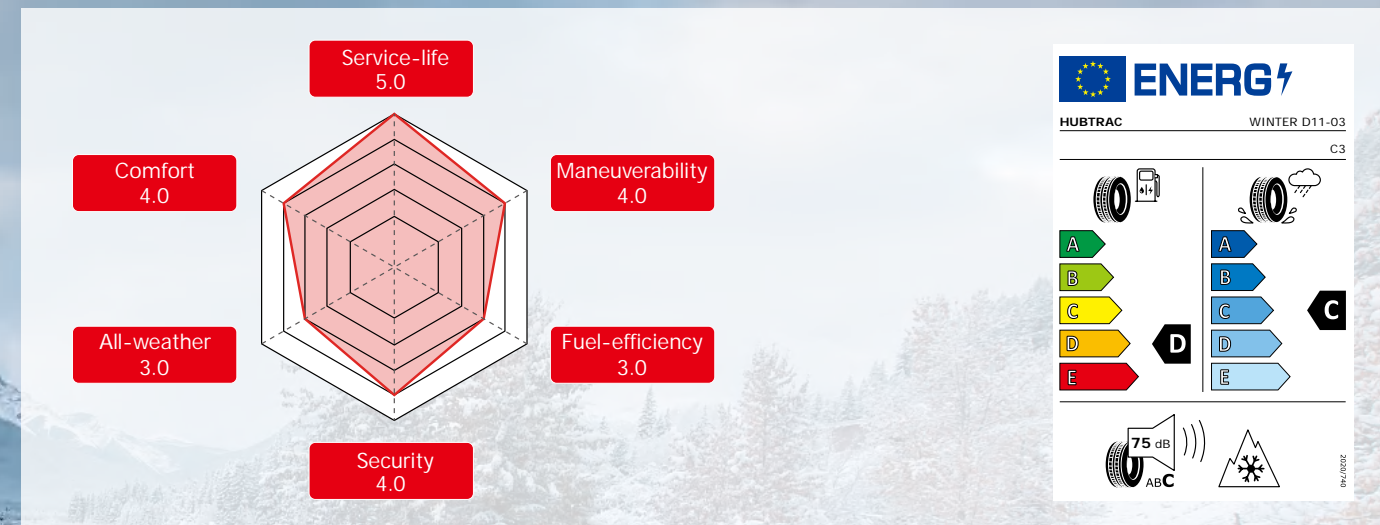 Service-life
5.0
Comfort
4.0
Maneuverability
4.0
All-weather
3.0
Fuel-efficiency
3.0
Security
4.0
ENERG
HUBTRAC WINTER D11-03
C3
A
B
C
D
E
D
A
B
C
D
E
C
75 dB
ABC
2020/740